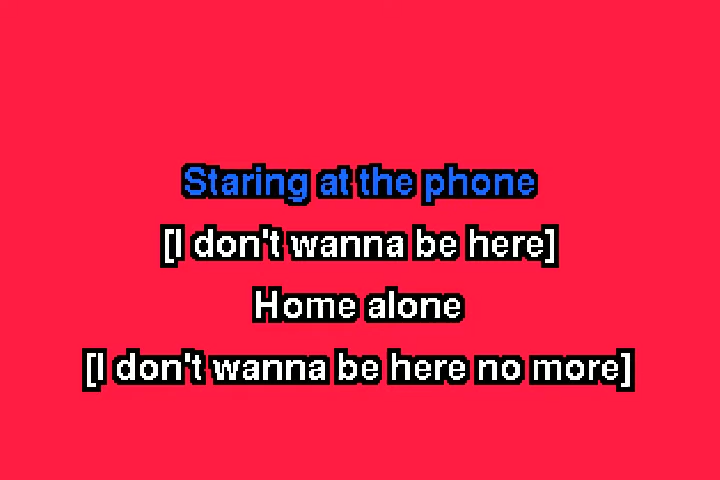 Staring at the phone
[I don't wanna be here]
Home alone
[I don't wanna be here no more]